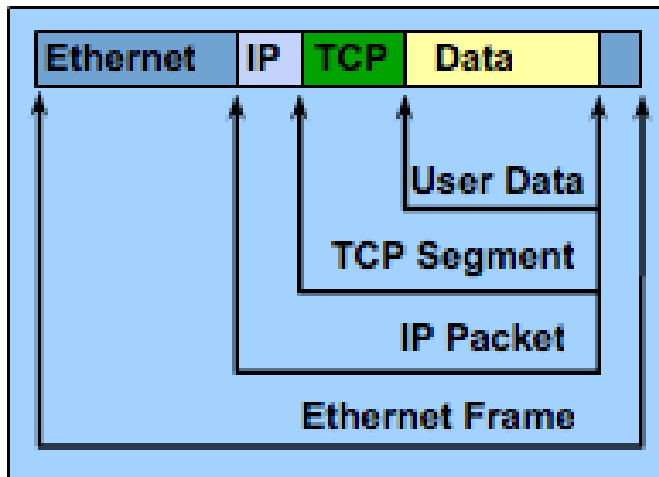 Ethernet IP TCP Data
User Data
TCP Segment
IP Packet
Ethernet Frame